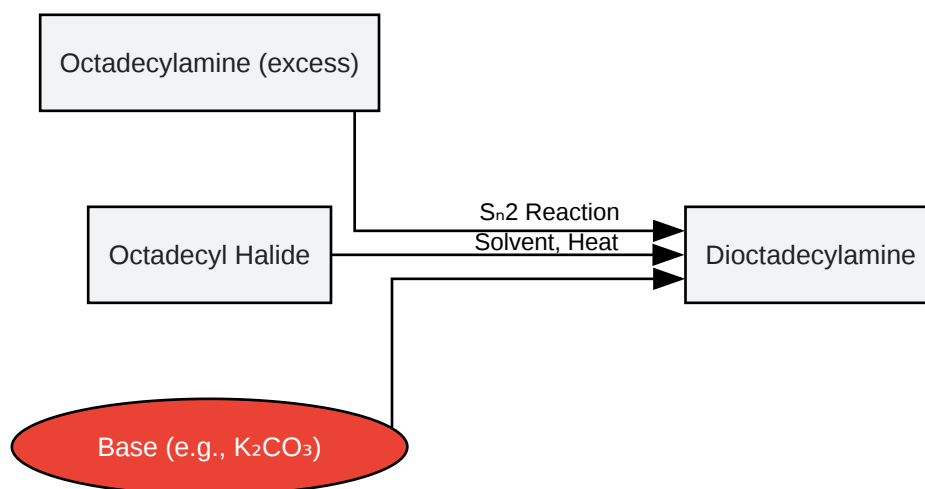 Octadecylamine (excess)
Sₙ2 Reaction
Octadecyl Halide
Solvent, Heat
Dioctadecylamine
Base (e.g., K₂CO₃)